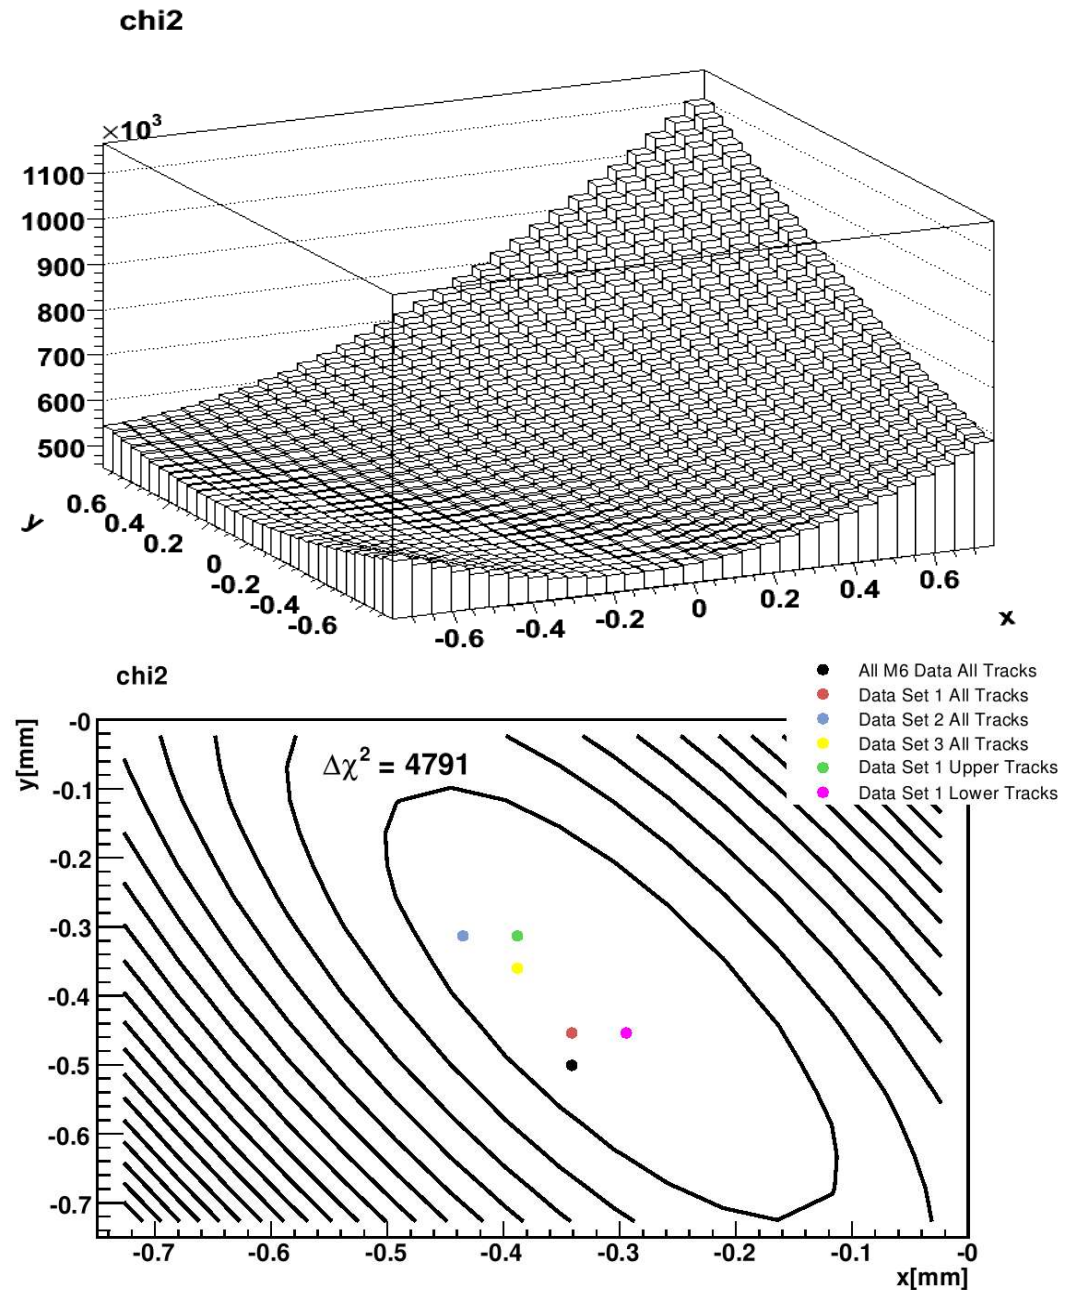 chi2
×10³
1100
1000
900
800
700
600
500
0.6
0.4
0.2
0
-0.2
-0.4
-0.6
y
-0.6
-0.4
-0.2
0
0.2
0.4
0.6
x
chi2
All M6 Data All Tracks
Data Set 1 All Tracks
Data Set 2 All Tracks
Data Set 3 All Tracks
Data Set 1 Upper Tracks
Data Set 1 Lower Tracks
Δχ² = 4791
y[mm]
-0
-0.1
-0.2
-0.3
-0.4
-0.5
-0.6
-0.7
-0.7 -0.6 -0.5 -0.4 -0.3 -0.2 -0.1 -0
x[mm]